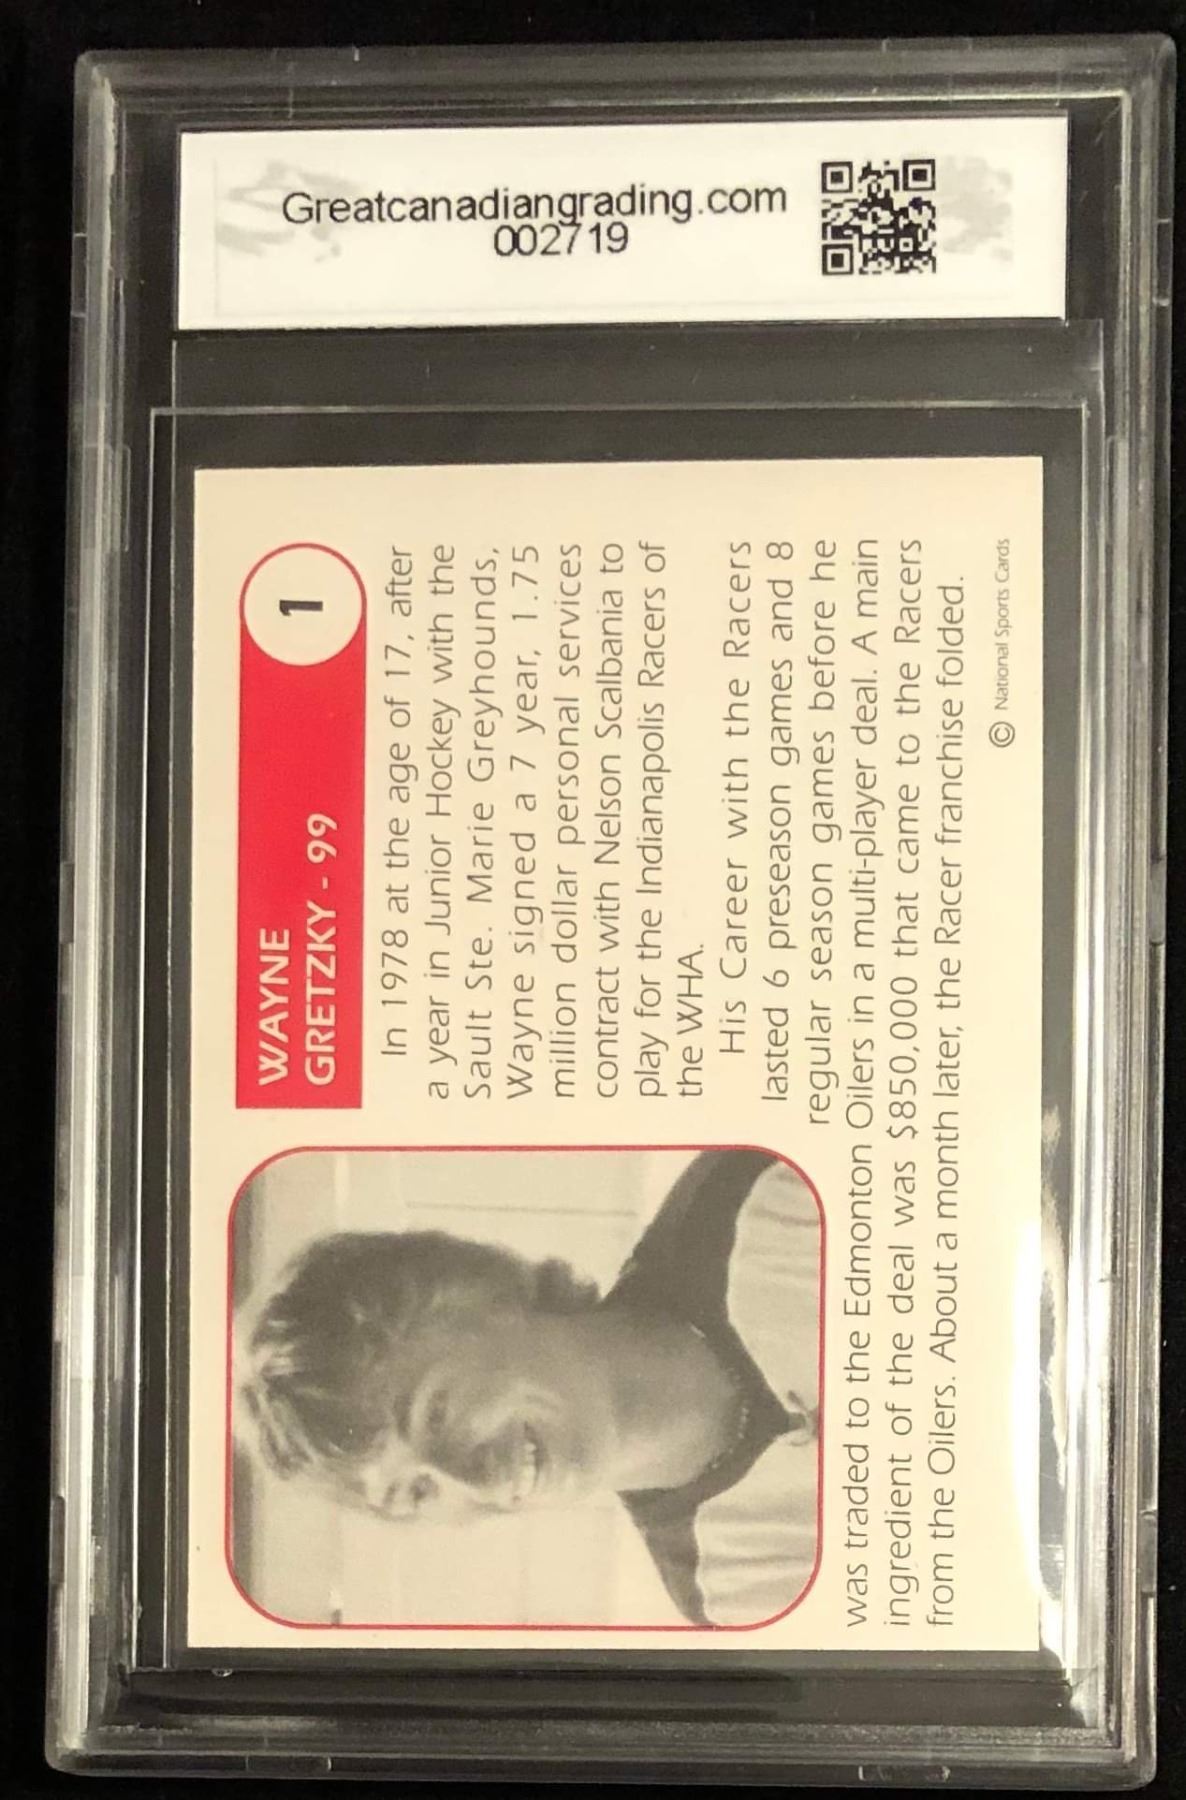 Greatcanadiangrading.com
002719
WAYNE
GRETZKY - 99
1
In 1978 at the age of 17, after
a year in Junior Hockey with the
Sault Ste. Marie Greyhounds,
Wayne signed a 7 year, 1.75
million dollar personal services
contract with Nelson Scalbania to
play for the Indianapolis Racers of
the WHA.
His Career with the Racers
lasted 6 preseason games and 8
regular season games before he
was traded to the Edmonton Oilers in a multi-player deal. A main
ingredient of the deal was $850,000 that came to the Racers
from the Oilers. About a month later, the Racer franchise folded.
© National Sports Cards